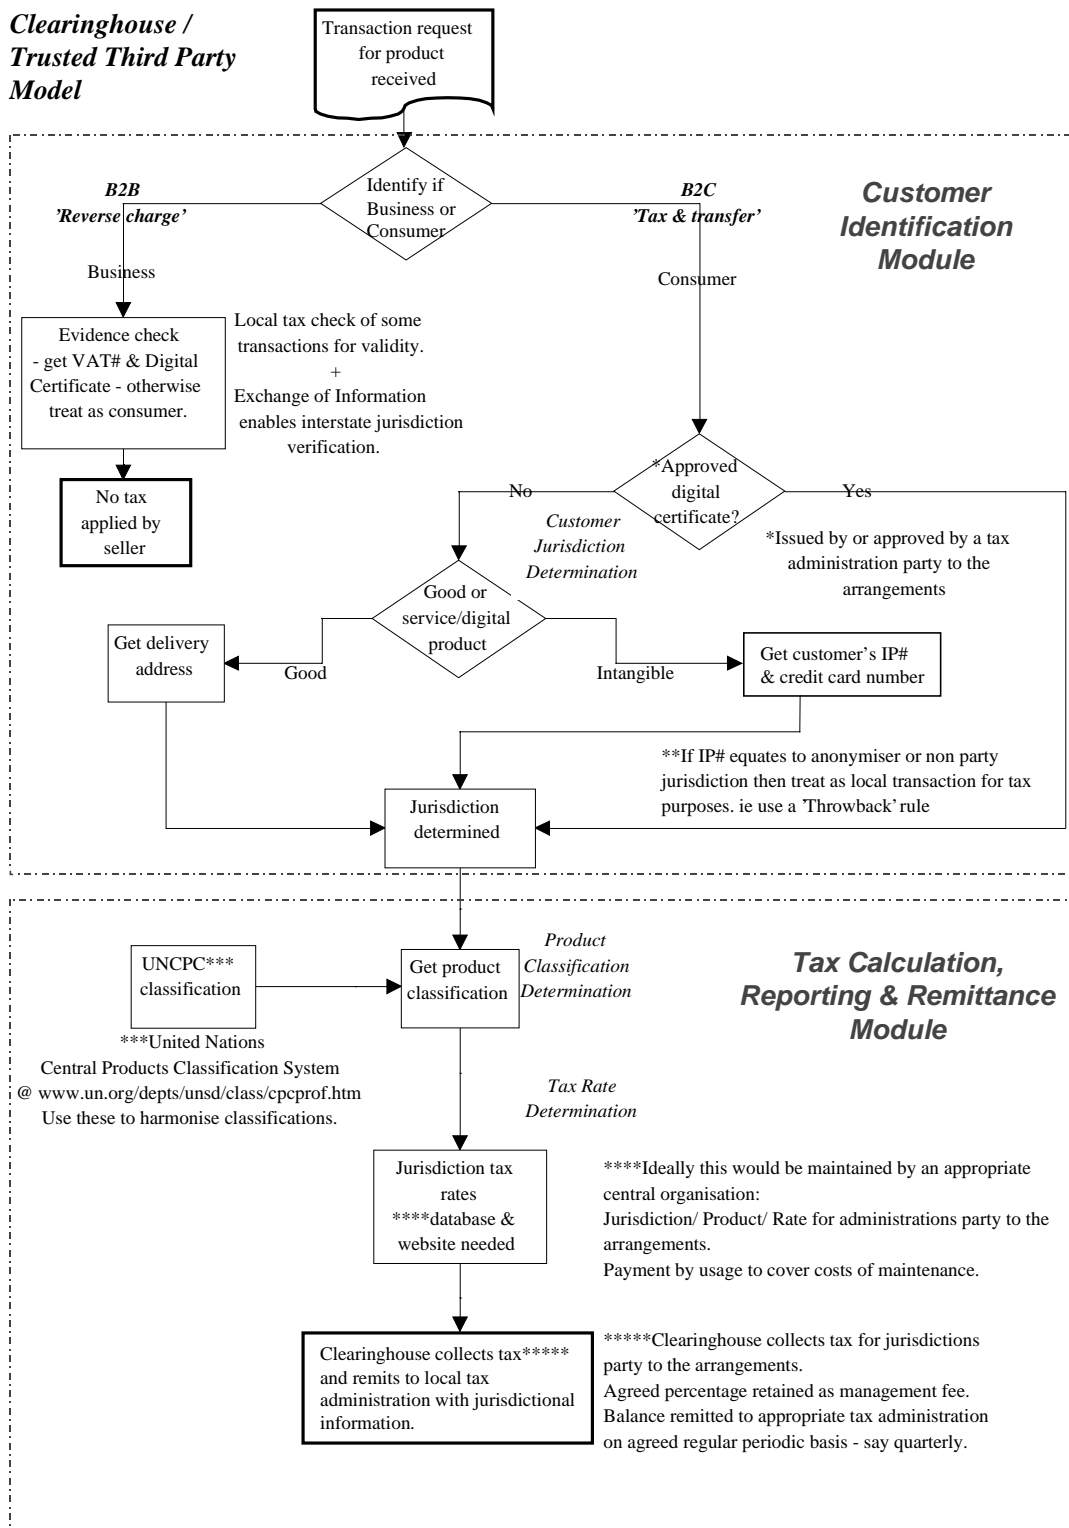 Clearinghouse /
Trusted Third Party
Model
Transaction request
for product
received
B2B
'Reverse charge'
Identify if
Business or
Consumer
B2C
'Tax & transfer'
Customer
Identification
Module
Business
Consumer
Evidence check
- get VAT# & Digital
Certificate - otherwise
treat as consumer.
Local tax check of some
transactions for validity.
+
Exchange of Information
enables interstate jurisdiction
verification.
No tax
applied by
seller
*Approved
digital
certificate?
No
Yes
Customer
Jurisdiction
Determination
*Issued by or approved by a tax
administration party to the
arrangements
Good or
service/digital
product
Get delivery
address
Good
Intangible
Get customer's IP#
& credit card number
**If IP# equates to anonymiser or non party
jurisdiction then treat as local transaction for tax
purposes. ie use a 'Throwback' rule
Jurisdiction
determined
UNCPC***
classification
Get product
classification
Product
Classification
Determination
Tax Calculation,
Reporting & Remittance
Module
***United Nations
Central Products Classification System
@ www.un.org/depts/unsd/class/cpcprof.htm
Use these to harmonise classifications.
Tax Rate
Determination
Jurisdiction tax
rates
****database &
website needed
****Ideally this would be maintained by an appropriate
central organisation:
Jurisdiction/ Product/ Rate for administrations party to the
arrangements.
Payment by usage to cover costs of maintenance.
Clearinghouse collects tax*****
and remits to local tax
administration with jurisdictional
information.
*****Clearinghouse collects tax for jurisdictions
party to the arrangements.
Agreed percentage retained as management fee.
Balance remitted to appropriate tax administration
on agreed regular periodic basis - say quarterly.